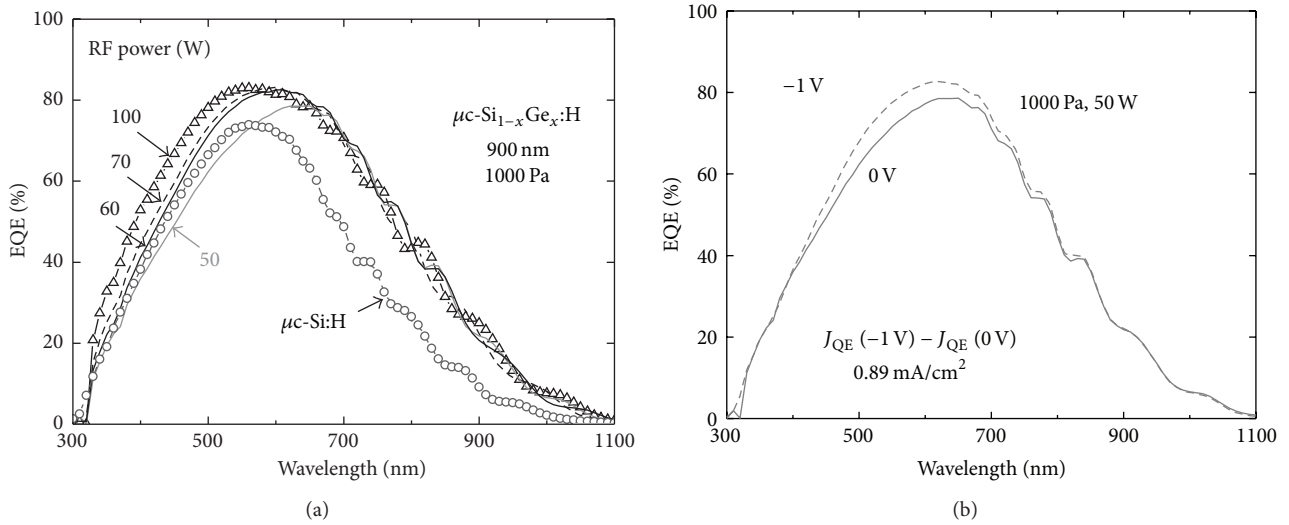 100
80
60
40
20
0
EQE (%)
300
500
700
900
1100
Wavelength (nm)
RF power (W)
100
70
60
50
μc-Si:H
μc-Si₁₋ₓGeₓ:H
900 nm
1000 Pa
(a)
100
80
60
40
20
0
EQE (%)
300
500
700
900
1100
Wavelength (nm)
−1 V
0 V
1000 Pa, 50 W
J_QE (−1 V) − J_QE (0 V)
0.89 mA/cm²
(b)